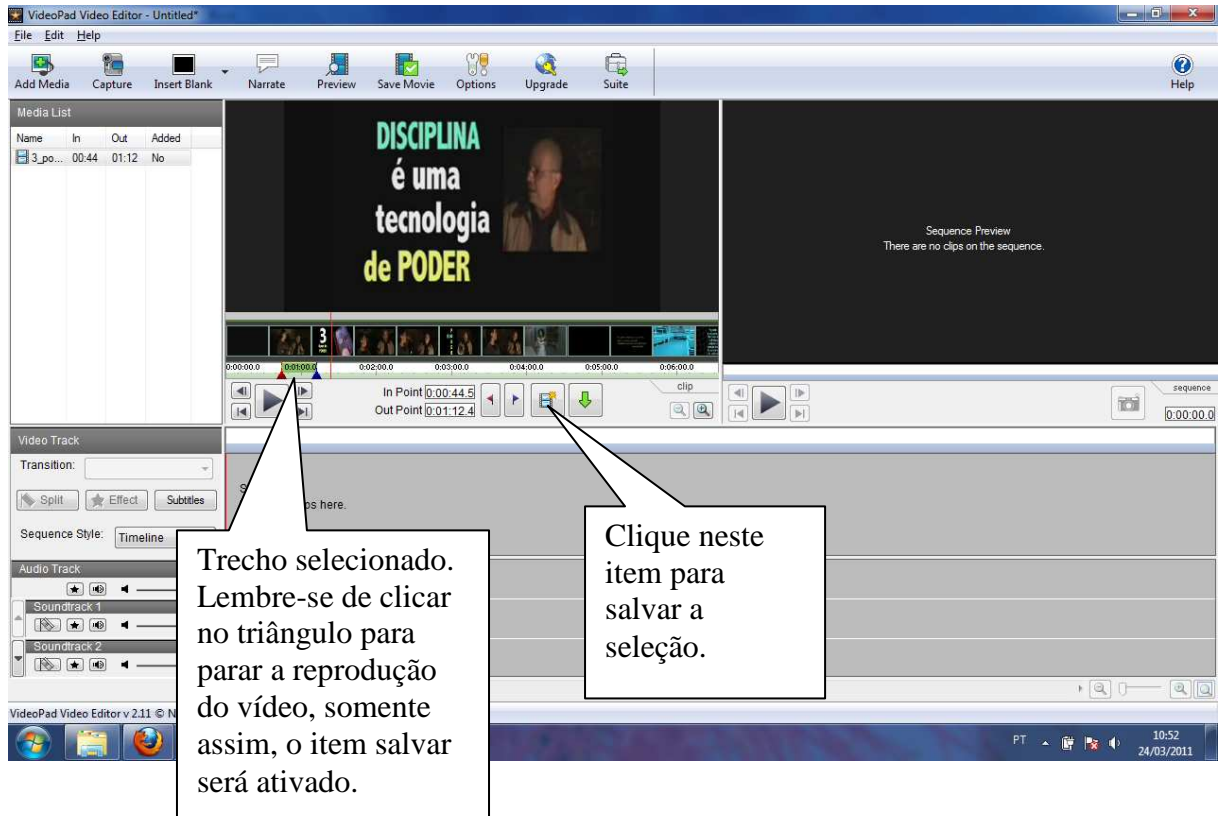 VideoPad Video Editor - Untitled*
File Edit Help
Add Media Capture Insert Blank Narrate Preview Save Movie Options Upgrade Suite Help
Media List
Name In Out Added
3_po... 00:44 01:12 No
DISCIPLINA
é uma
tecnologia
de PODER
Sequence Preview
There are no clips on the sequence.
3
0:00:00.0 0:01:00.0 0:02:00.0 0:03:00.0 0:04:00.0 0:05:00.0 0:06:00.0
In Point 0:00:44.5
Out Point 0:01:12.4
clip
sequence
0:00:00.0
Video Track
Transition:
Split Effect Subtitles
Sequence Style: Timeline
here.
Audio Track
Soundtrack 1
Soundtrack 2
Trecho selecionado.
Lembre-se de clicar
no triângulo para
parar a reprodução
do vídeo, somente
assim, o item salvar
será ativado.
Clique neste
item para
salvar a
seleção.
VideoPad Video Editor v 2.11 © N
PT
10:52
24/03/2011